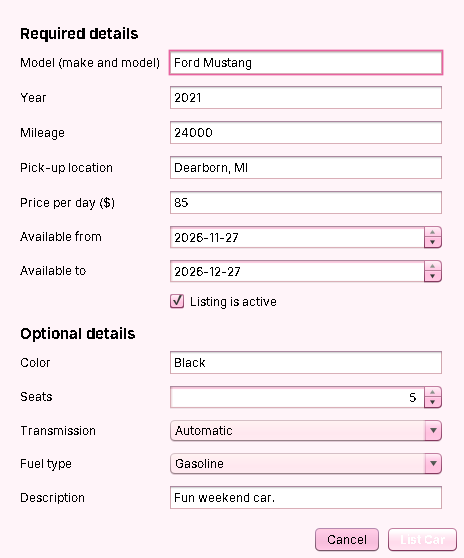 Required details
Model (make and model) Ford Mustang
Year 2021
Mileage 24000
Pick-up location Dearborn, MI
Price per day ($) 85
Available from 2026-11-27
Available to 2026-12-27
Listing is active
Optional details
Color Black
Seats 5
Transmission Automatic
Fuel type Gasoline
Description Fun weekend car.
Cancel List Car